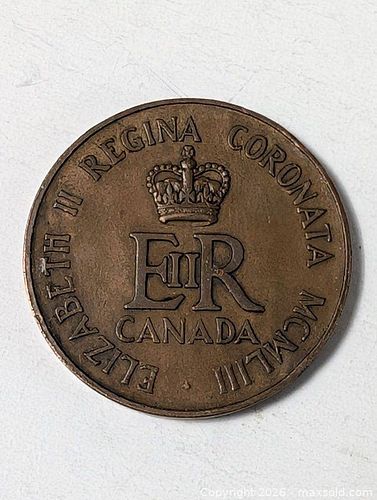 ELIZABETH II REGINA CORONATA MCMLIII
EIIR
CANADA
Copyright 2026 - maxsold.com